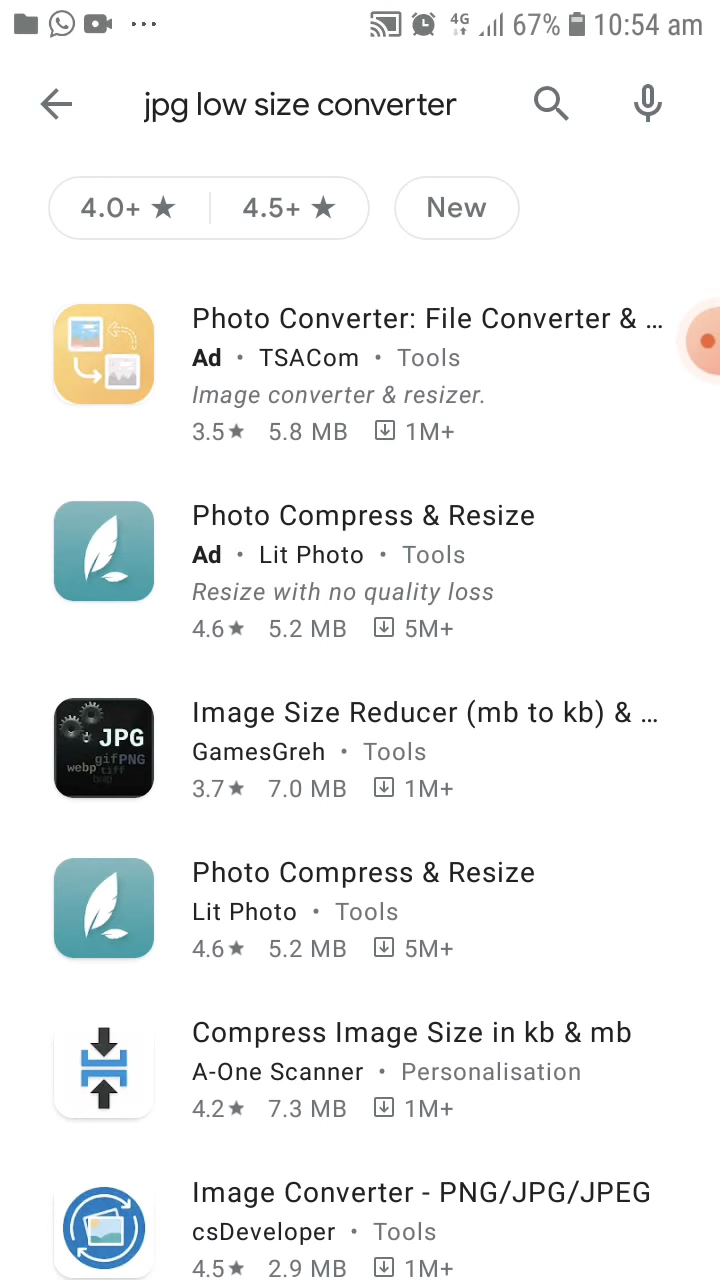 4G 67% 10:54 am
jpg low size converter
4.0+ ★ 4.5+ ★ New
Photo Converter: File Converter & ...
Ad • TSACom • Tools
Image converter & resizer.
3.5★ 5.8 MB 1M+
Photo Compress & Resize
Ad • Lit Photo • Tools
Resize with no quality loss
4.6★ 5.2 MB 5M+
Image Size Reducer (mb to kb) & ...
JPG
GamesGreh • Tools
gifPNG
webp tiff
bmp
3.7★ 7.0 MB 1M+
Photo Compress & Resize
Lit Photo • Tools
4.6★ 5.2 MB 5M+
Compress Image Size in kb & mb
A-One Scanner • Personalisation
4.2★ 7.3 MB 1M+
Image Converter - PNG/JPG/JPEG
csDeveloper • Tools
4.5★ 2.9 MB 1M+